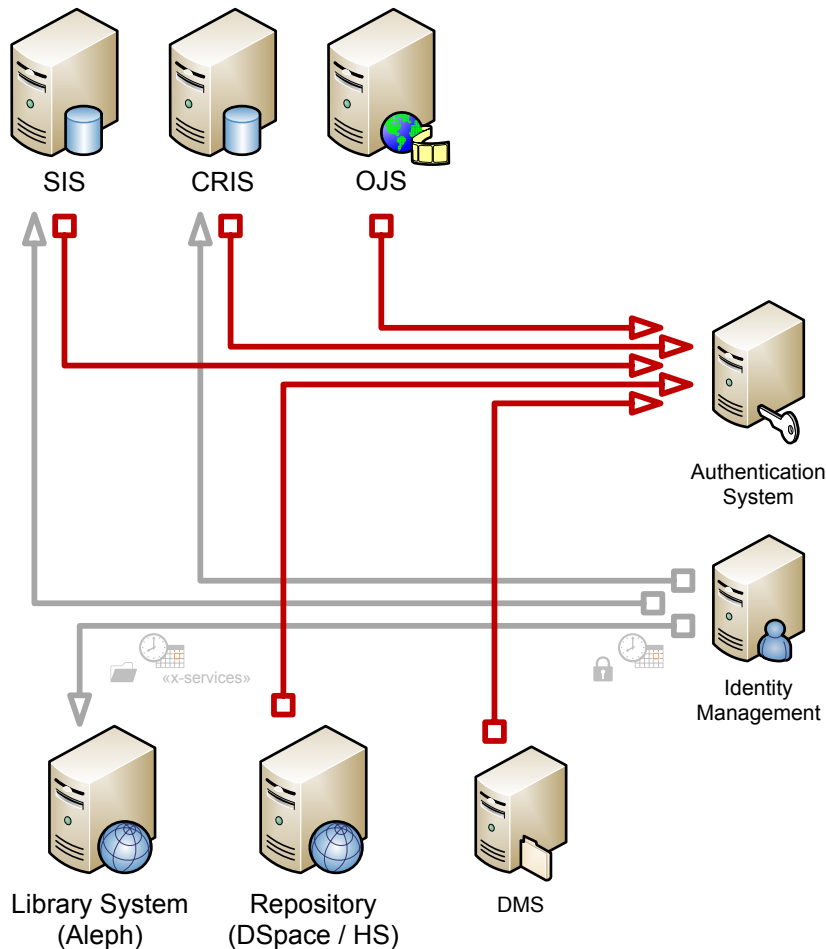 SIS
CRIS
OJS
Authentication
System
«x-services»
Identity
Management
Library System
(Aleph)
Repository
(DSpace / HS)
DMS